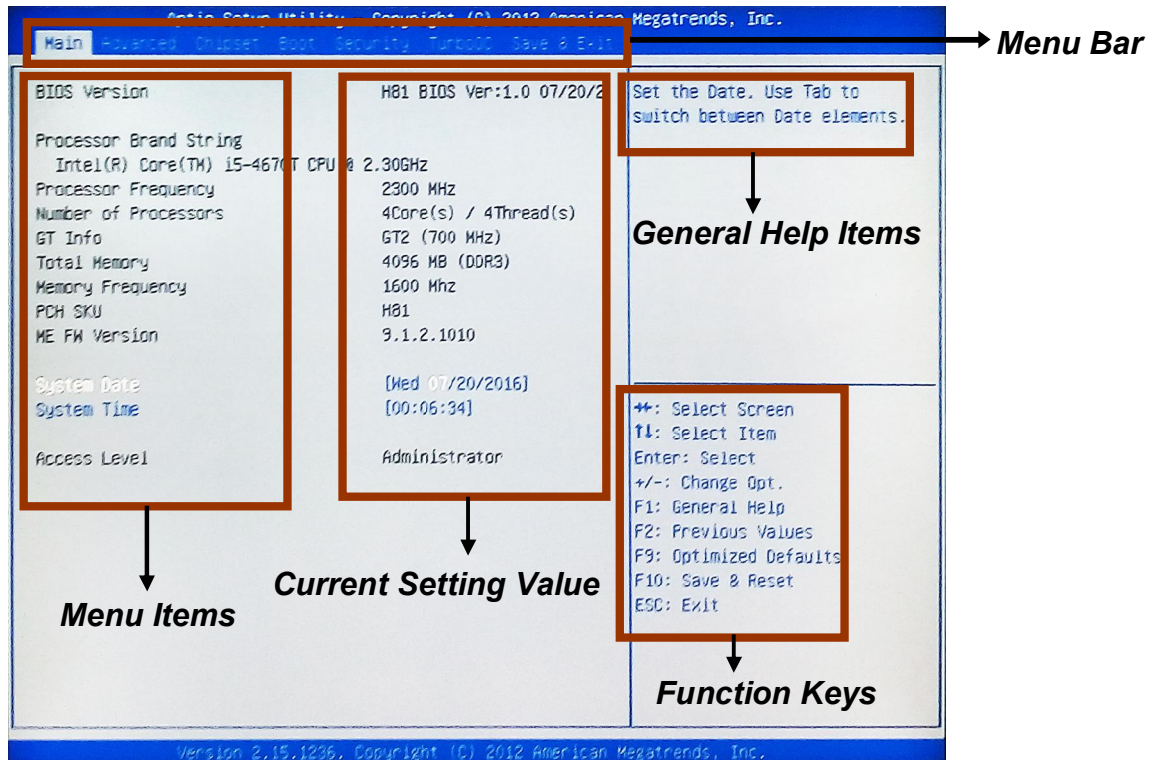 Aptio Setup Utility - Copyright (C) 2012 American Megatrends, Inc.
Main Advanced Chipset Boot Security TurboOC Save & Exit
Menu Bar
BIOS Version H81 BIOS Ver:1.0 07/20/2
Set the Date. Use Tab to
switch between Date elements.
Processor Brand String
Intel(R) Core(TM) i5-4670T CPU @ 2.30GHz
Processor Frequency 2300 MHz
Number of Processors 4Core(s) / 4Thread(s)
GT Info GT2 (700 MHz)
Total Memory 4096 MB (DDR3)
Memory Frequency 1600 Mhz
PCH SKU H81
ME FW Version 9.1.2.1010
General Help Items
System Date [Wed 07/20/2016]
System Time [00:06:34]
Access Level Administrator
→←: Select Screen
↑↓: Select Item
Enter: Select
+/-: Change Opt.
F1: General Help
F2: Previous Values
F9: Optimized Defaults
F10: Save & Reset
ESC: Exit
Menu Items
Current Setting Value
Function Keys
Version 2.15.1236. Copyright (C) 2012 American Megatrends, Inc.